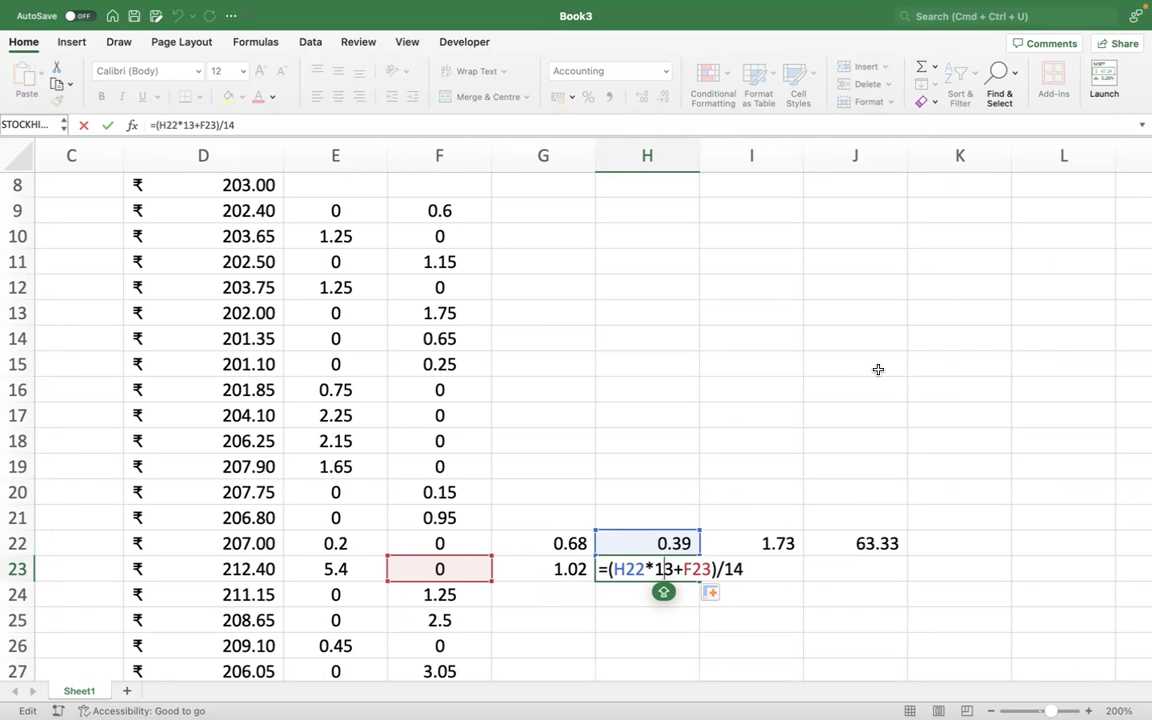 AutoSave OFF ... Book3 Search (Cmd + Ctrl + U)
Home Insert Draw Page Layout Formulas Data Review View Developer Comments Share
Paste Calibri (Body) 12 A A Wrap Text Accounting Conditional Formatting Format as Table Cell Styles Insert Sort & Filter Find & Select Add-ins Launch
B I U A Merge & Centre % Delete
Format
STOCKHI... fx =(H22*13+F23)/14
C D E F G H I J K L
8 ₹ 203.00
9 ₹ 202.40 0 0.6
10 ₹ 203.65 1.25 0
11 ₹ 202.50 0 1.15
12 ₹ 203.75 1.25 0
13 ₹ 202.00 0 1.75
14 ₹ 201.35 0 0.65
15 ₹ 201.10 0 0.25
16 ₹ 201.85 0.75 0
17 ₹ 204.10 2.25 0
18 ₹ 206.25 2.15 0
19 ₹ 207.90 1.65 0
20 ₹ 207.75 0 0.15
21 ₹ 206.80 0 0.95
22 ₹ 207.00 0.2 0 0.68 0.39 1.73 63.33
23 ₹ 212.40 5.4 0 1.02 =(H22*13+F23)/14
24 ₹ 211.15 0 1.25
25 ₹ 208.65 0 2.5
26 ₹ 209.10 0.45 0
27 ₹ 206.05 0 3.05
Sheet1 +
Edit Accessibility: Good to go 200%